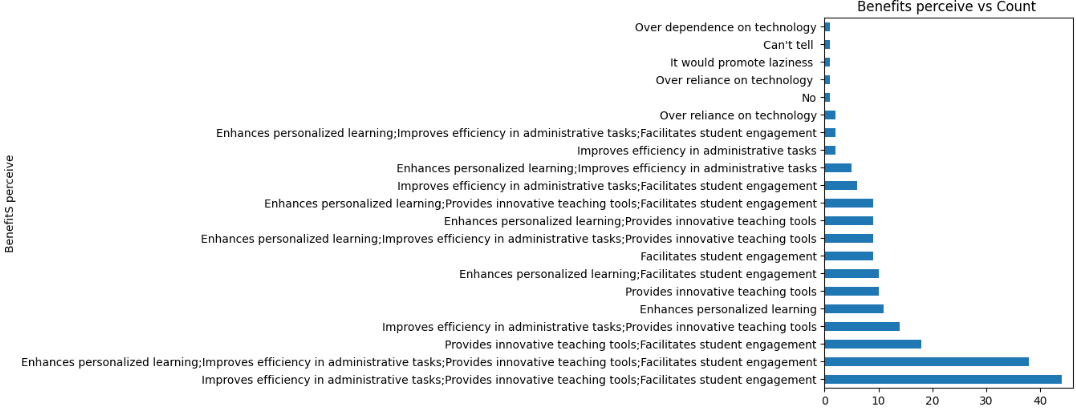 Benefits perceive vs Count
Over dependence on technology
Can't tell
It would promote laziness
Over reliance on technology
No
Over reliance on technology
Enhances personalized learning;Improves efficiency in administrative tasks;Facilitates student engagement
Improves efficiency in administrative tasks
Enhances personalized learning;Improves efficiency in administrative tasks
Improves efficiency in administrative tasks;Facilitates student engagement
Enhances personalized learning;Provides innovative teaching tools;Facilitates student engagement
Enhances personalized learning;Provides innovative teaching tools
Enhances personalized learning;Improves efficiency in administrative tasks;Provides innovative teaching tools
Facilitates student engagement
Enhances personalized learning;Facilitates student engagement
Provides innovative teaching tools
Enhances personalized learning
Improves efficiency in administrative tasks;Provides innovative teaching tools
Provides innovative teaching tools;Facilitates student engagement
Enhances personalized learning;Improves efficiency in administrative tasks;Provides innovative teaching tools;Facilitates student engagement
Improves efficiency in administrative tasks;Provides innovative teaching tools;Facilitates student engagement
BenefitS perceive
0 10 20 30 40